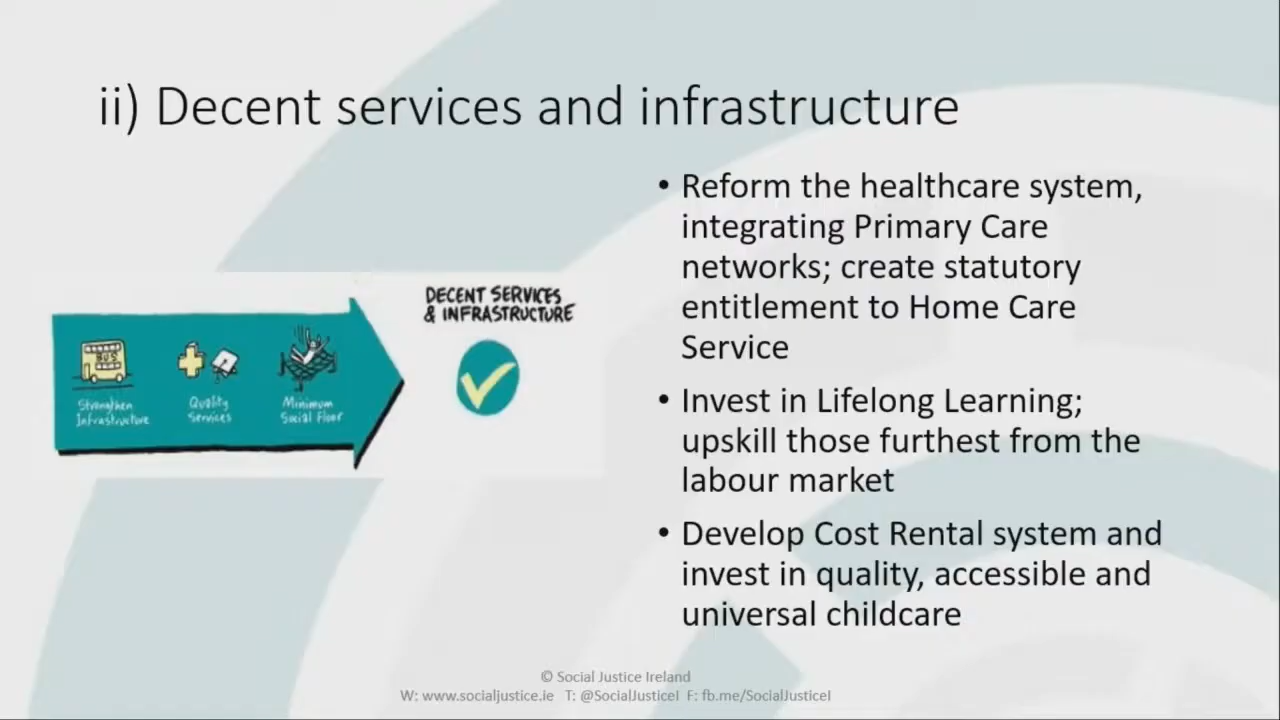 ii) Decent services and infrastructure
• Reform the healthcare system,
integrating Primary Care
networks; create statutory
entitlement to Home Care
Service
• Invest in Lifelong Learning;
upskill those furthest from the
labour market
• Develop Cost Rental system and
invest in quality, accessible and
universal childcare
DECENT SERVICES
& INFRASTRUCTURE
BUS
Strengthen
Infrastructure
Quality
Services
Minimum
Social Floor
© Social Justice Ireland
W: www.socialjustice.ie T: @SocialJusticeI F: fb.me/SocialJusticeI